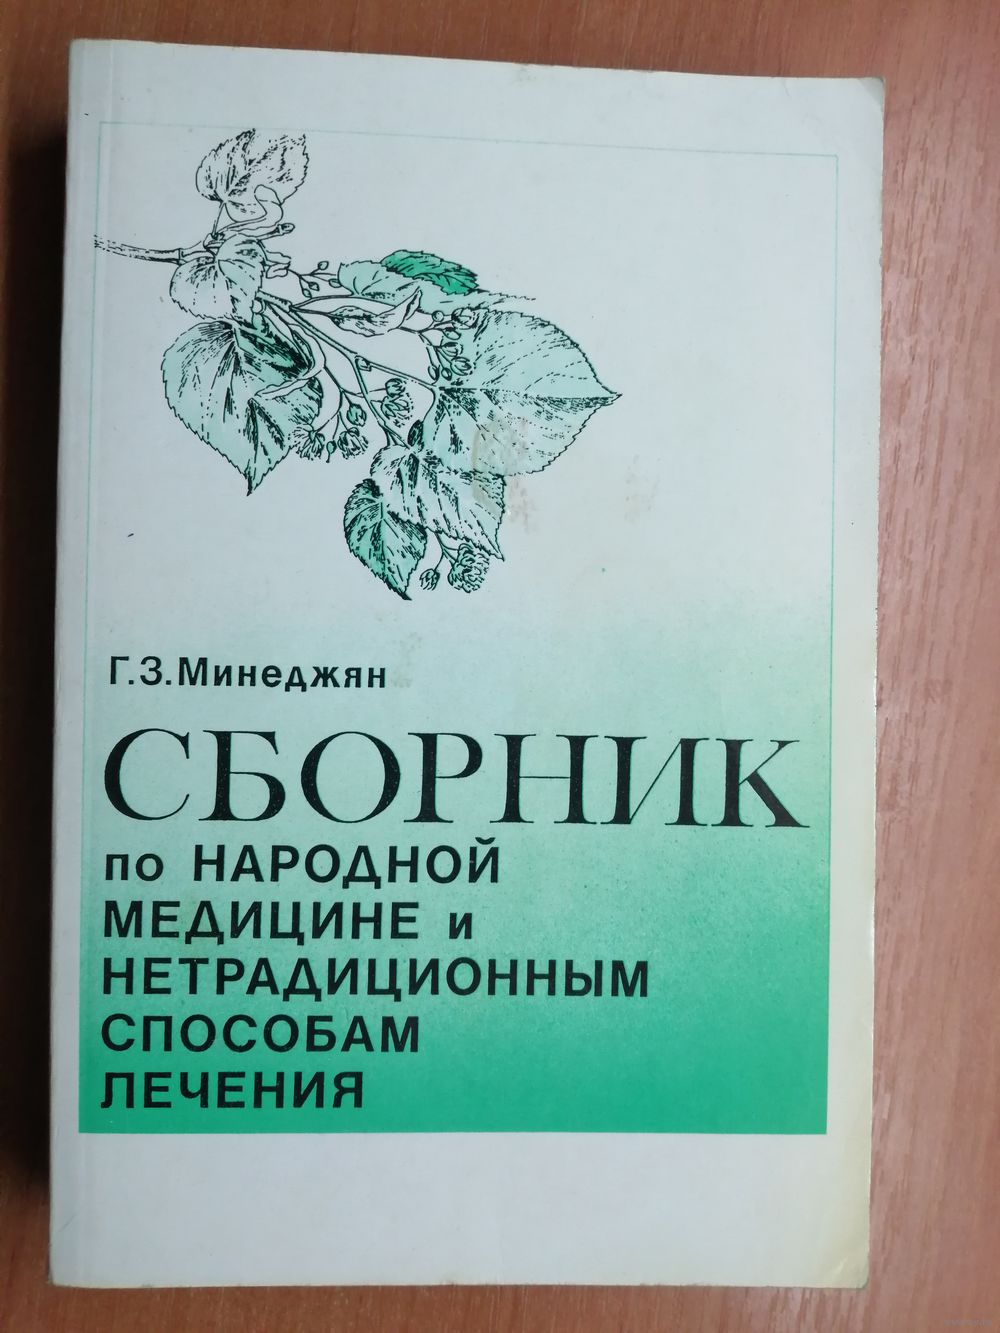 Г.З.Минеджян
СБОРНИК
по НАРОДНОЙ
МЕДИЦИНЕ и
НЕТРАДИЦИОННЫМ
СПОСОБАМ
ЛЕЧЕНИЯ